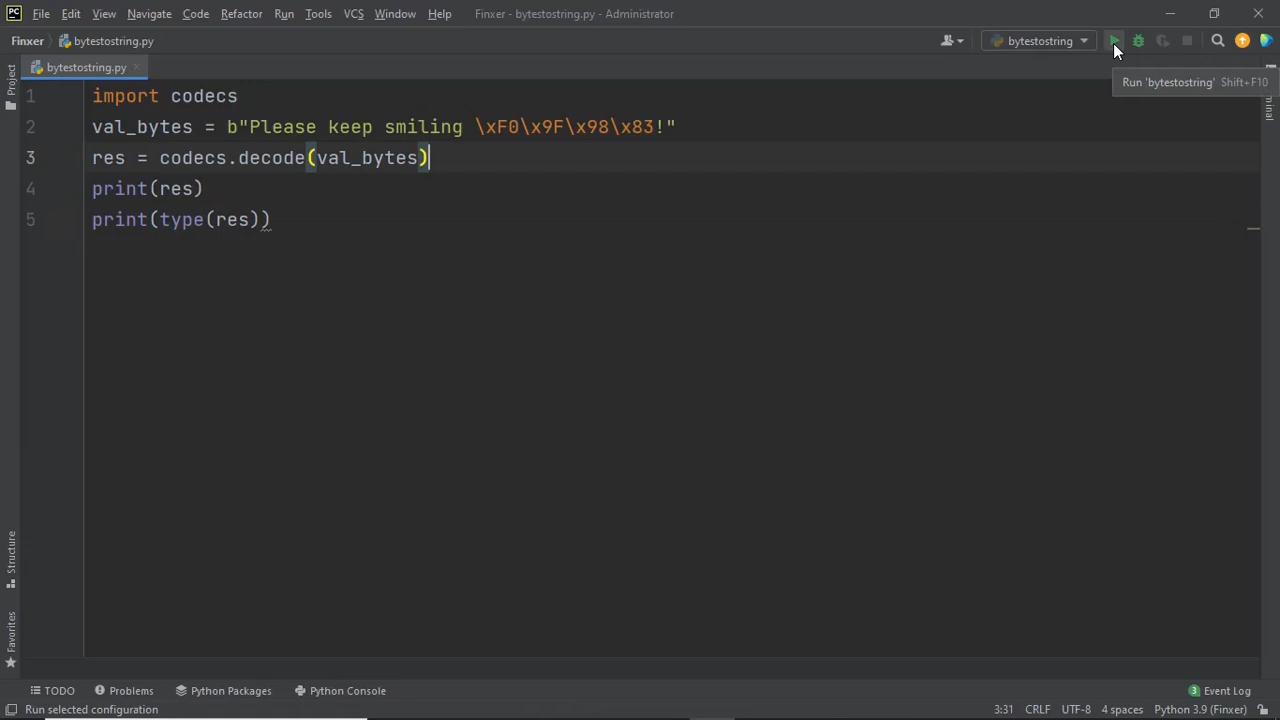 File Edit View Navigate Code Refactor Run Tools VCS Window Help Finxer - bytestostring.py - Administrator
Finxer bytestostring.py bytestostring
Run 'bytestostring' Shift+F10
Project
bytestostring.py
1 import codecs
2 val_bytes = b"Please keep smiling \xF0\x9F\x98\x83!"
3 res = codecs.decode(val_bytes)
4 print(res)
5 print(type(res))
Structure
Favorites
TODO Problems Python Packages Python Console 3 Event Log
Run selected configuration 3:31 CRLF UTF-8 4 spaces Python 3.9 (Finxer)